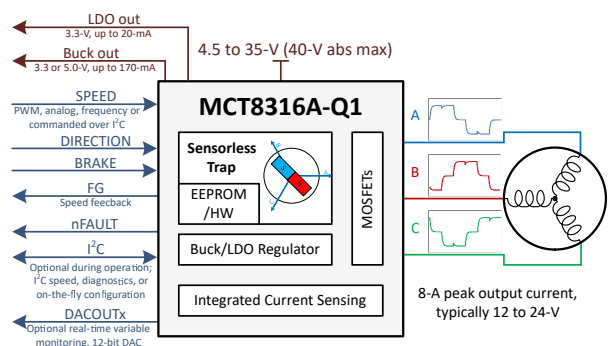 LDO out
3.3-V, up to 20-mA
Buck out
3.3 or 5.0-V, up to 170-mA
4.5 to 35-V (40-V abs max)
SPEED
PWM, analog, frequency or
commanded over I²C
DIRECTION
BRAKE
FG
Speed feecback
nFAULT
I²C
Optional during operation;
I²C speed, diagnostics, or
on-the-fly configuration
DACOUTx
Optional real-time variable
monitoring, 12-bit DAC
MCT8316A-Q1
Sensorless
Trap
EEPROM
/HW
B
A
C
S
N
MOSFETs
Buck/LDO Regulator
Integrated Current Sensing
A
B
C
8-A peak output current,
typically 12 to 24-V